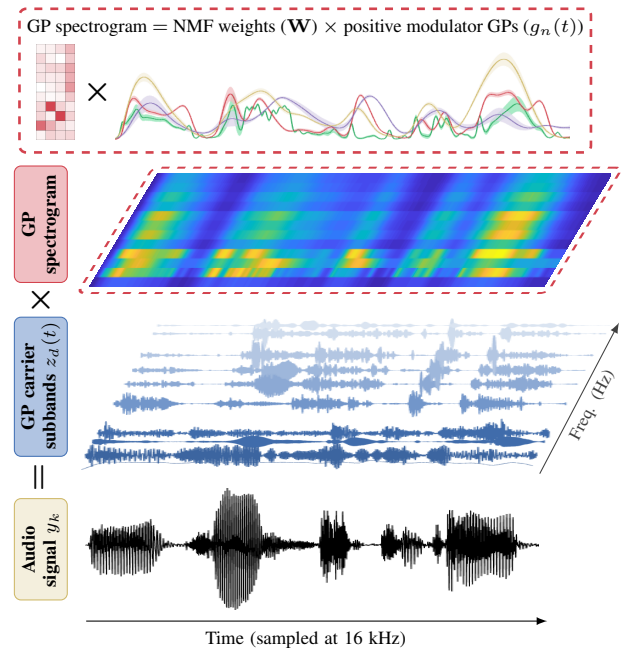 GP spectrogram = NMF weights (W) × positive modulator GPs (gₙ(t))
×
GP
spectrogram
×
GP carrier
subbands z_d(t)
Freq. (Hz)
=
Audio
signal y_k
Time (sampled at 16 kHz)